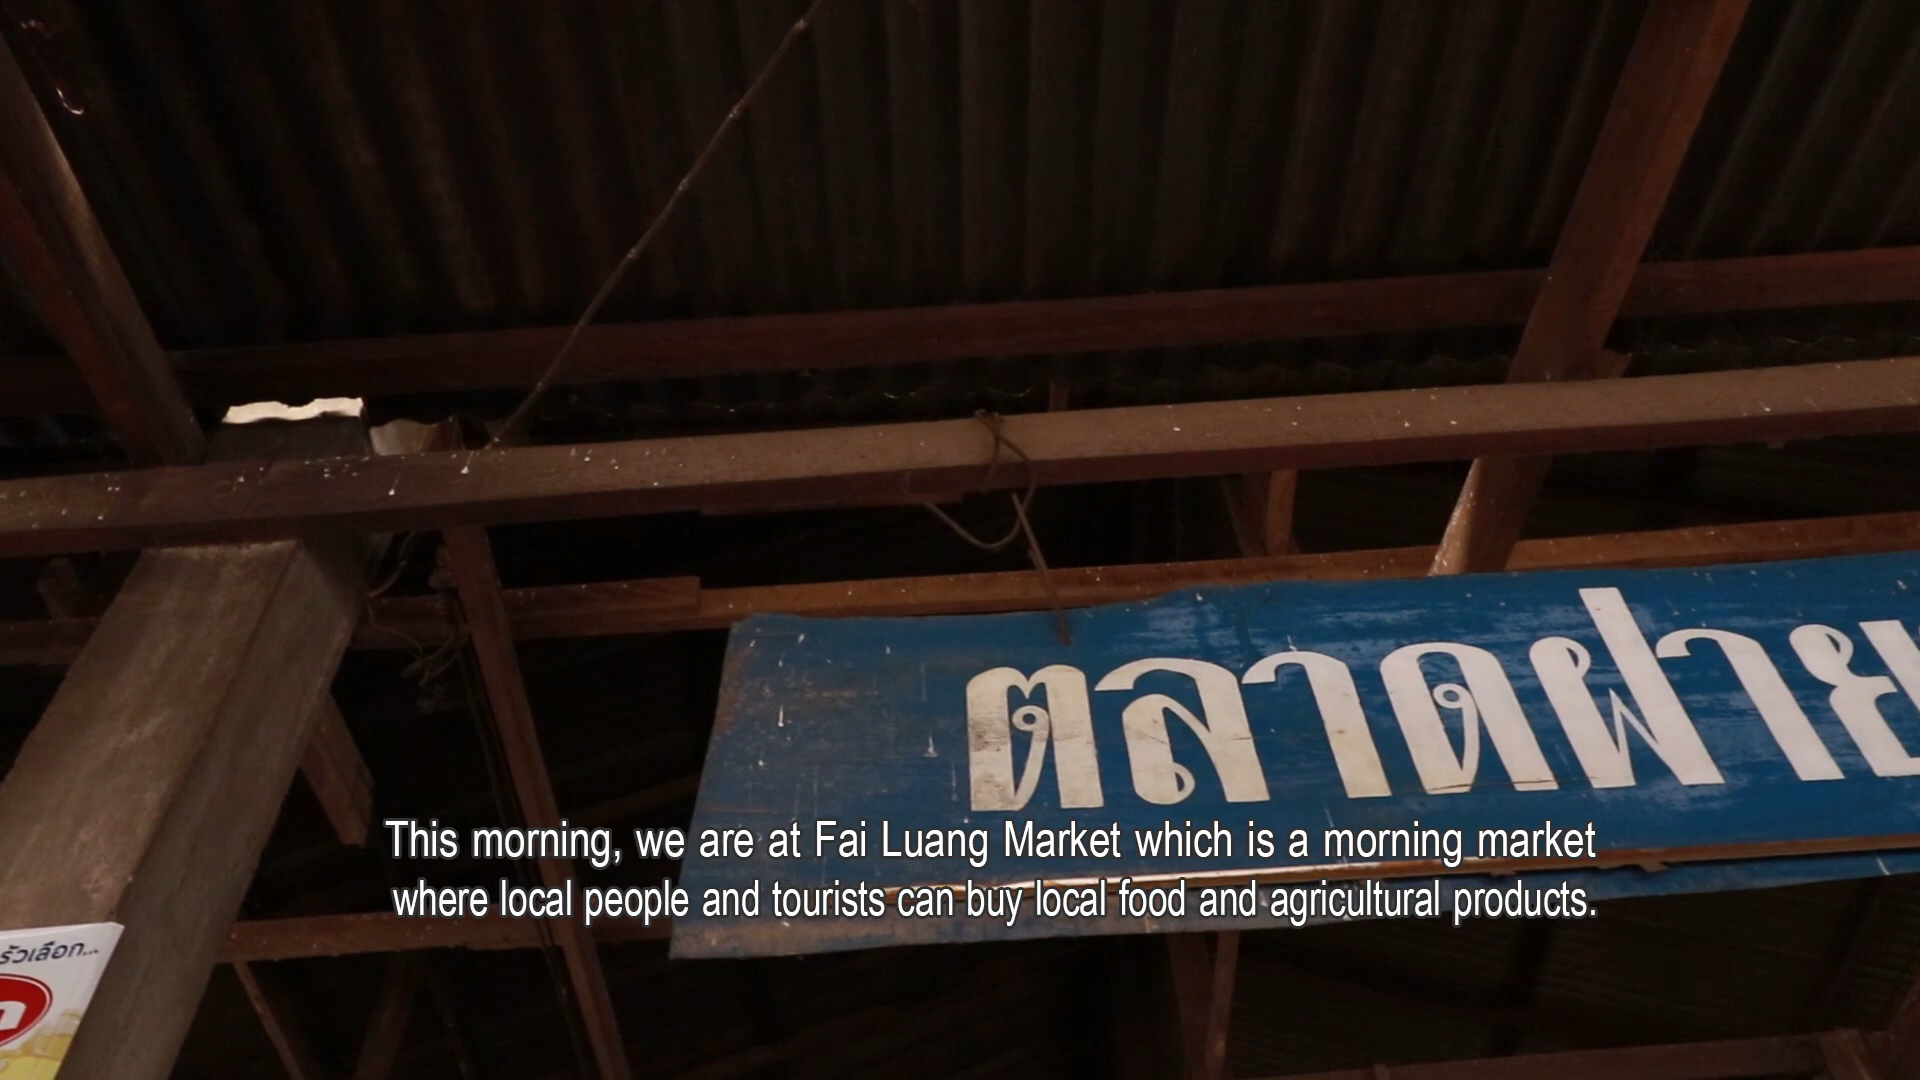 ตลาดฝาย
This morning, we are at Fai Luang Market which is a morning market
where local people and tourists can buy local food and agricultural products.
รัวเลือก...